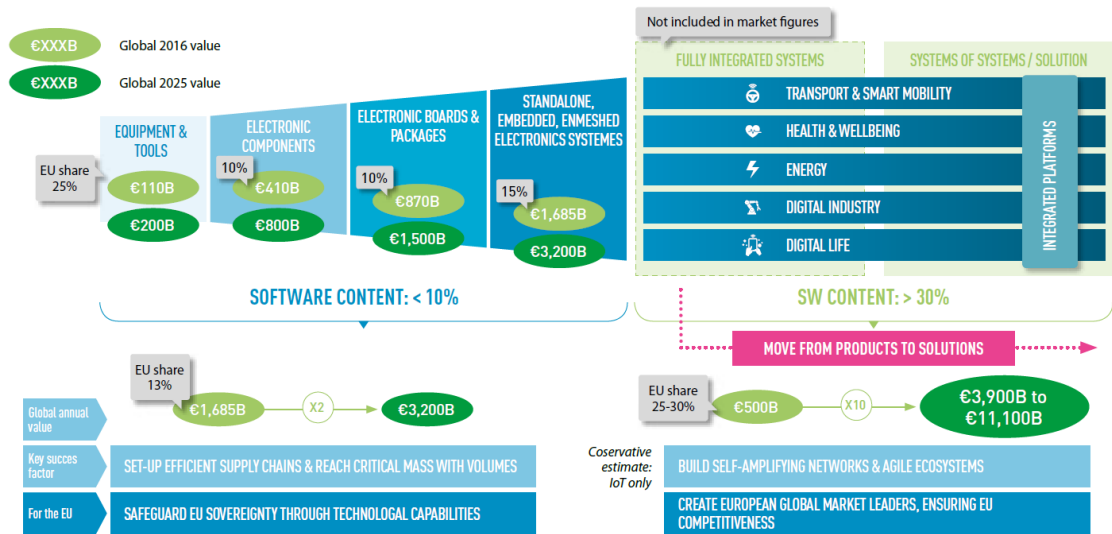 €XXXB
Global 2016 value
€XXXB
Global 2025 value
Not included in market figures
FULLY INTEGRATED SYSTEMS
SYSTEMS OF SYSTEMS / SOLUTION
EQUIPMENT &
TOOLS
EU share
25%
€110B
€200B
ELECTRONIC
COMPONENTS
10%
€410B
€800B
ELECTRONIC BOARDS &
PACKAGES
10%
€870B
€1,500B
STANDALONE,
EMBEDDED, ENMESHED
ELECTRONICS SYSTEMES
15%
€1,685B
€3,200B
TRANSPORT & SMART MOBILITY
HEALTH & WELLBEING
ENERGY
DIGITAL INDUSTRY
DIGITAL LIFE
INTEGRATED PLATFORMS
SOFTWARE CONTENT: < 10%
SW CONTENT: > 30%
MOVE FROM PRODUCTS TO SOLUTIONS
Global annual
value
EU share
13%
€1,685B
X2
€3,200B
EU share
25-30%
€500B
X10
€3,900B to
€11,100B
Key succes
factor
SET-UP EFFICIENT SUPPLY CHAINS & REACH CRITICAL MASS WITH VOLUMES
Coservative
estimate:
IoT only
BUILD SELF-AMPLIFYING NETWORKS & AGILE ECOSYSTEMS
For the EU
SAFEGUARD EU SOVEREIGNTY THROUGH TECHNOLOGAL CAPABILITIES
CREATE EUROPEAN GLOBAL MARKET LEADERS, ENSURING EU
COMPETITIVENESS